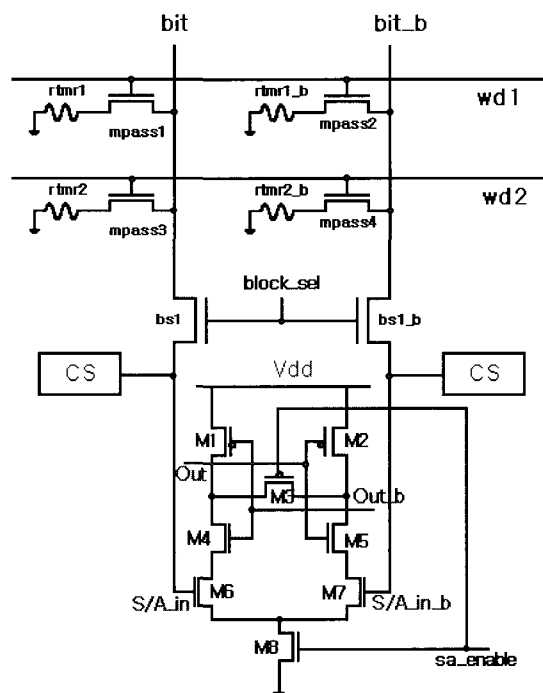 bit bit_b
rtmr1 rtmr1_b
wd1
mpass1 mpass2
rtmr2 rtmr2_b
wd2
mpass3 mpass4
block_sel
bs1 bs1_b
CS Vdd CS
M1 M2
Out M3 Out_b
M4 M5
M6 M7
S/A_in S/A_in_b
M8
sa_enable